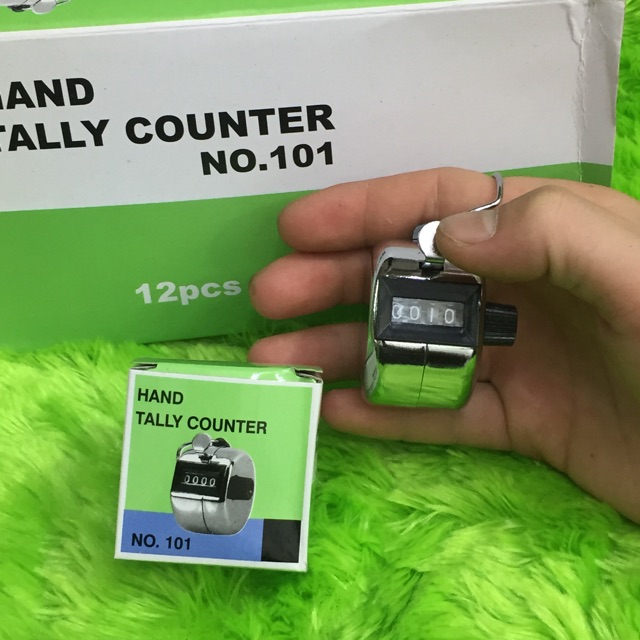 HAND
TALLY COUNTER
NO.101
12pcs
0010
HAND
TALLY COUNTER
0000
NO. 101